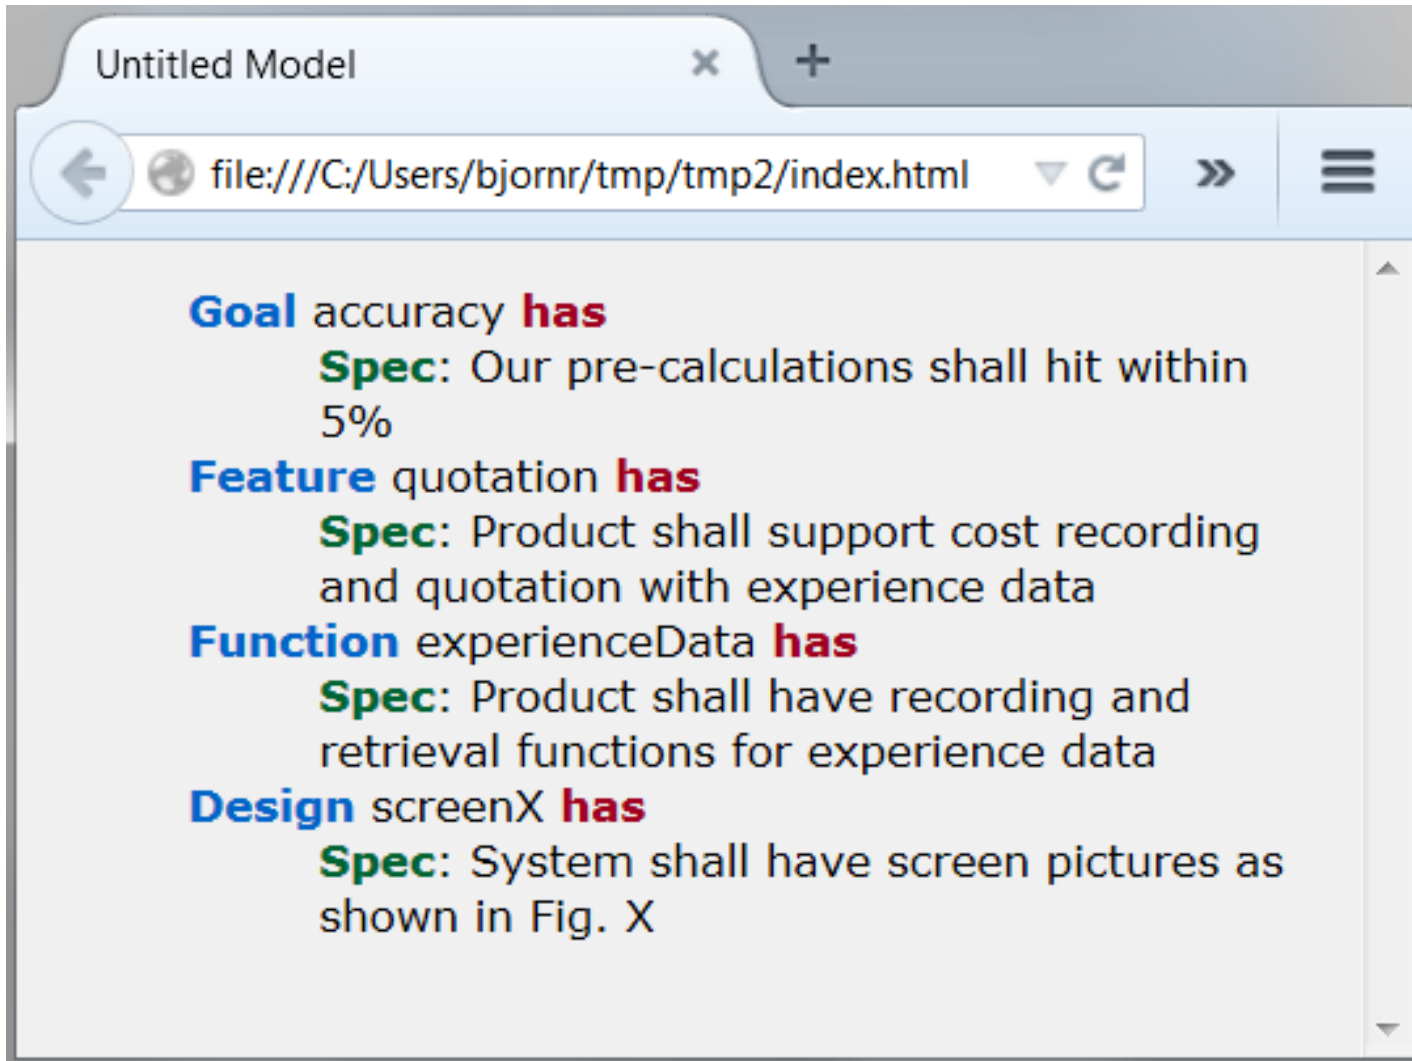 Untitled Model
file:///C:/Users/bjornr/tmp/tmp2/index.html
Goal accuracy has
Spec: Our pre-calculations shall hit within
5%
Feature quotation has
Spec: Product shall support cost recording
and quotation with experience data
Function experienceData has
Spec: Product shall have recording and
retrieval functions for experience data
Design screenX has
Spec: System shall have screen pictures as
shown in Fig. X